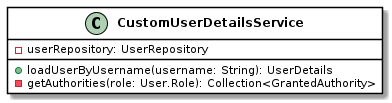 C CustomUserDetailsService
userRepository: UserRepository
loadUserByUsername(username: String): UserDetails
getAuthorities(role: User.Role): Collection<GrantedAuthority>